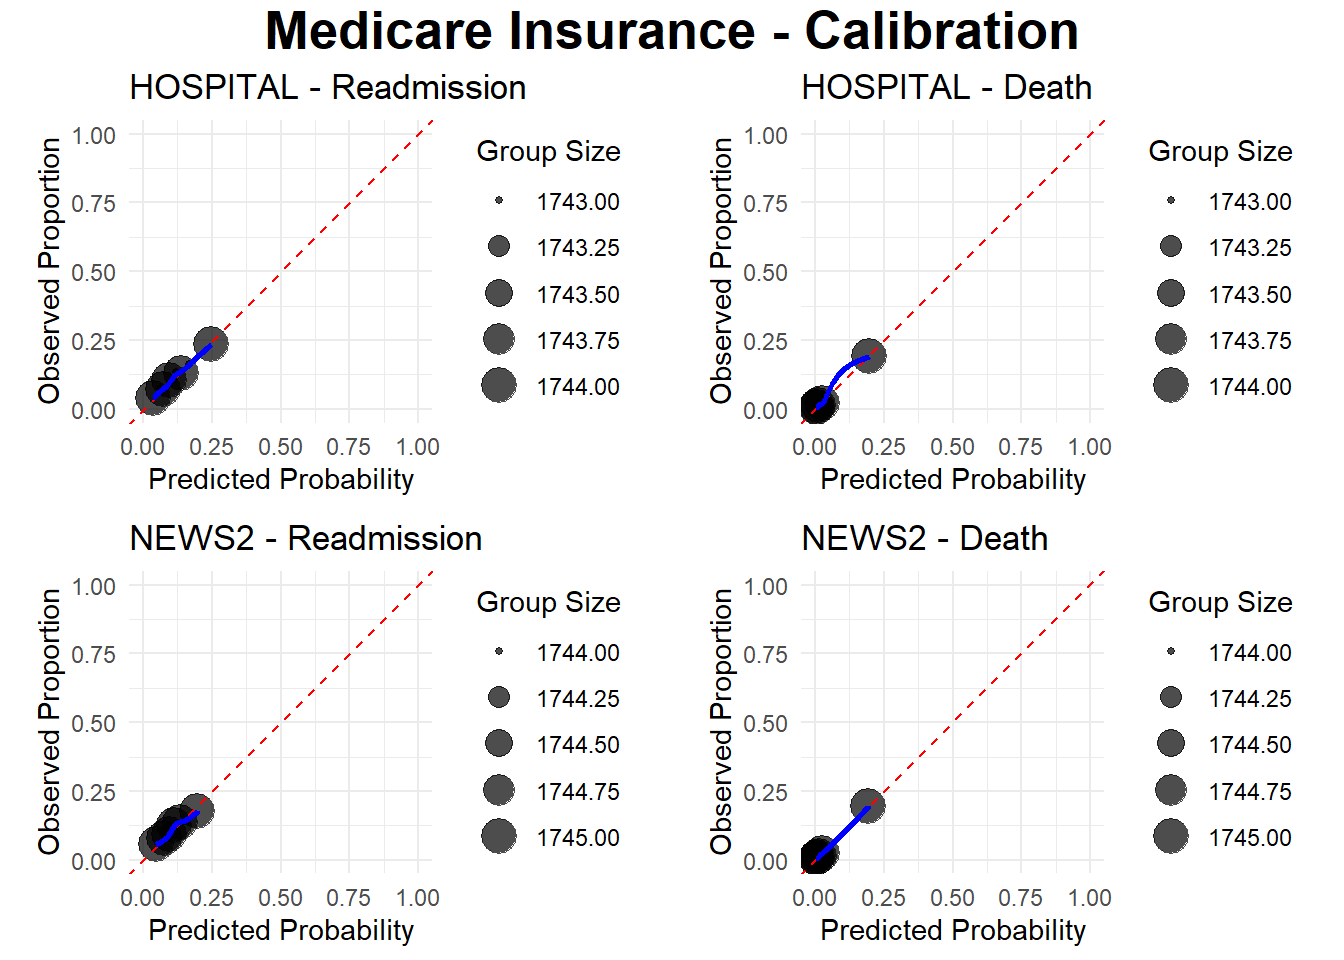 Medicare Insurance - Calibration
HOSPITAL - Readmission
Observed Proportion
1.00
0.75
0.50
0.25
0.00
0.00 0.25 0.50 0.75 1.00
Predicted Probability
Group Size
1743.00
1743.25
1743.50
1743.75
1744.00
HOSPITAL - Death
Observed Proportion
1.00
0.75
0.50
0.25
0.00
0.00 0.25 0.50 0.75 1.00
Predicted Probability
Group Size
1743.00
1743.25
1743.50
1743.75
1744.00
NEWS2 - Readmission
Observed Proportion
1.00
0.75
0.50
0.25
0.00
0.00 0.25 0.50 0.75 1.00
Predicted Probability
Group Size
1744.00
1744.25
1744.50
1744.75
1745.00
NEWS2 - Death
Observed Proportion
1.00
0.75
0.50
0.25
0.00
0.00 0.25 0.50 0.75 1.00
Predicted Probability
Group Size
1744.00
1744.25
1744.50
1744.75
1745.00